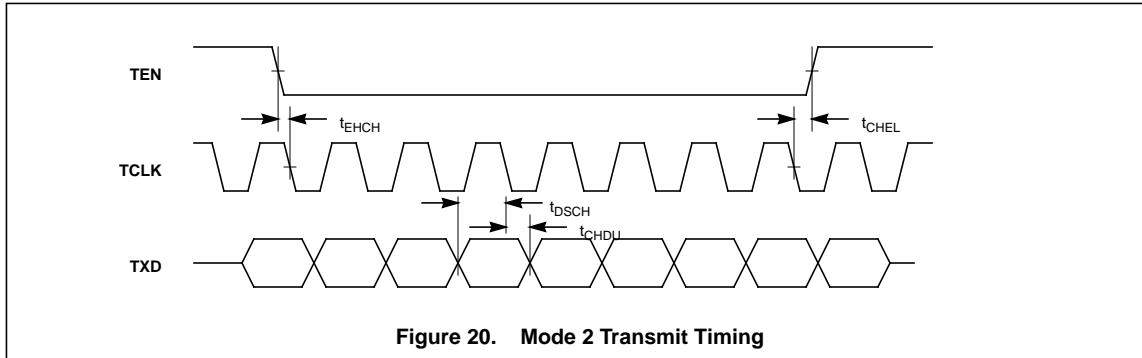 TEN
tEHCH
tCHEL
TCLK
tDSCH
tCHDU
TXD
Figure 20. Mode 2 Transmit Timing